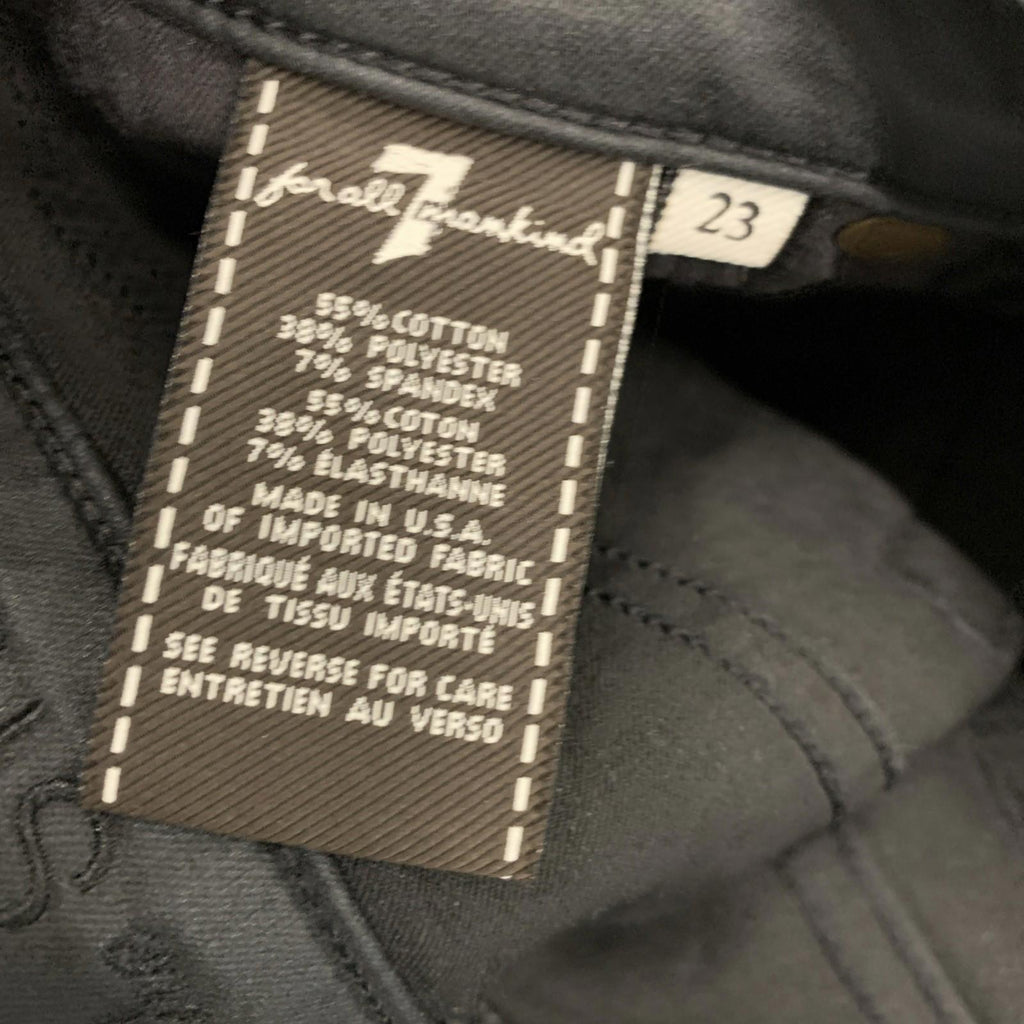 for all 7 mankind
23
55% COTTON
38% POLYESTER
7% SPANDEX
55% COTON
38% POLYESTER
7% ÉLASTHANNE
MADE IN U.S.A.
OF IMPORTED FABRIC
FABRIQUÉ AUX ÉTATS-UNIS
DE TISSU IMPORTÉ
SEE REVERSE FOR CARE
ENTRETIEN AU VERSO